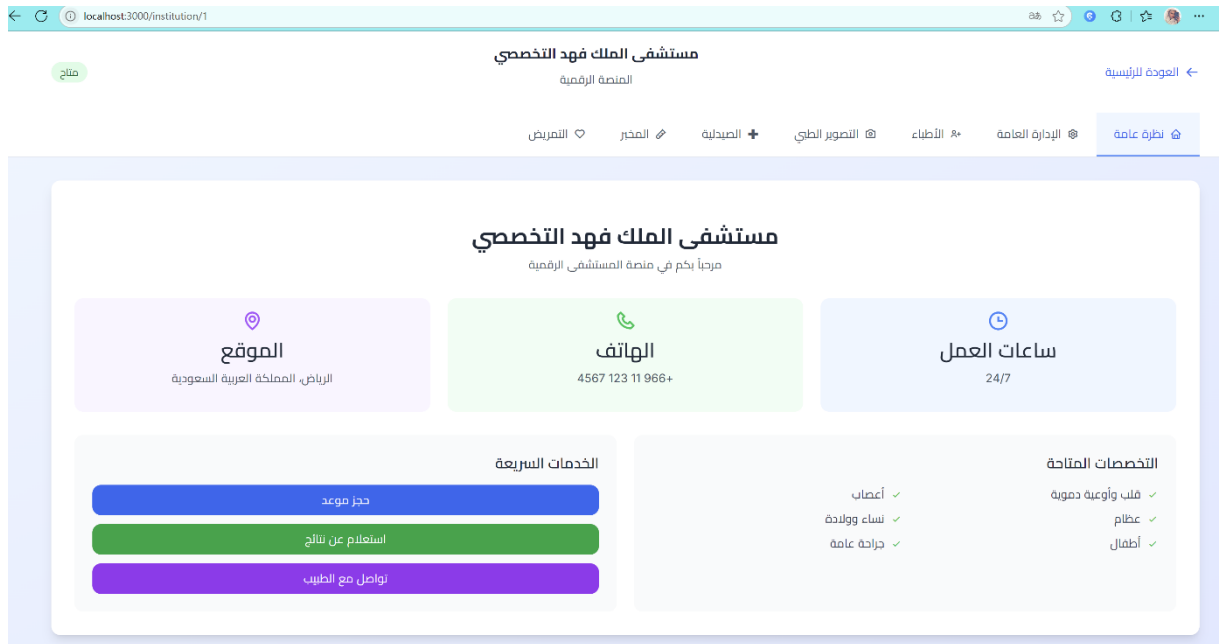 localhost:3000/institution/1
العودة للرئيسية
مستشفى الملك فهد التخصصي
المنصة الرقمية
متاح
نظرة عامة
الإدارة العامة
الأطباء
التصوير الطبي
الصيدلية
المخبر
التمريض
مستشفى الملك فهد التخصصي
مرحباً بكم في منصة المستشفى الرقمية
ساعات العمل
24/7
الهاتف
4567 123 11 966+
الموقع
الرياض، المملكة العربية السعودية
التخصصات المتاحة
قلب وأوعية دموية
أعصاب
عظام
نساء وولادة
أطفال
جراحة عامة
الخدمات السريعة
حجز موعد
استعلام عن نتائج
تواصل مع الطبيب